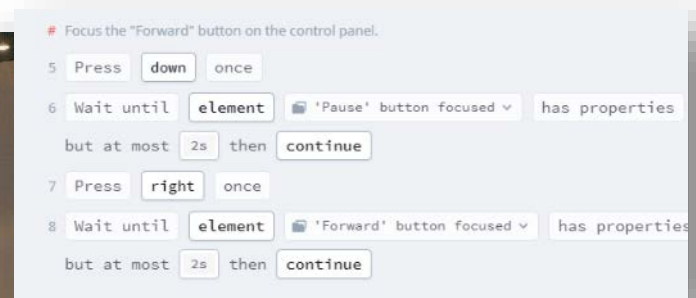 # Focus the "Forward" button on the control panel.
5 Press down once
6 Wait until element 'Pause' button focused has properties
but at most 2s then continue
7 Press right once
8 Wait until element 'Forward' button focused has properties
but at most 2s then continue